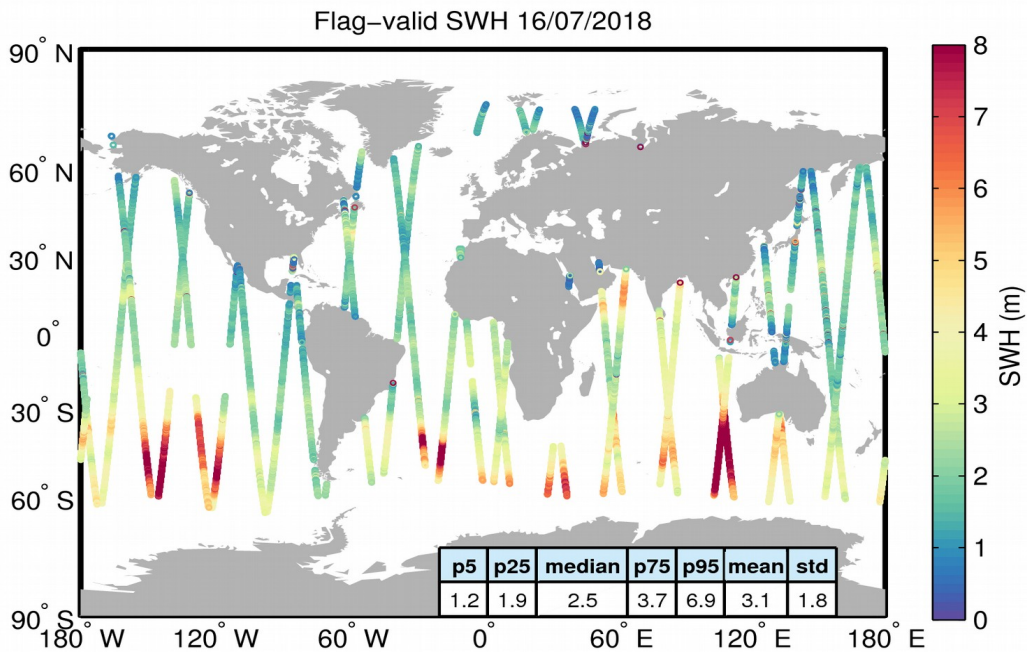 Flag−valid SWH 16/07/2018
90° N
60° N
30° N
0°
30° S
60° S
90° S
180° W
120° W
60° W
0°
60° E
120° E
180° E
8
7
6
5
4
3
2
1
0
SWH (m)
p5 p25 median p75 p95 mean std
1.2 1.9 2.5 3.7 6.9 3.1 1.8